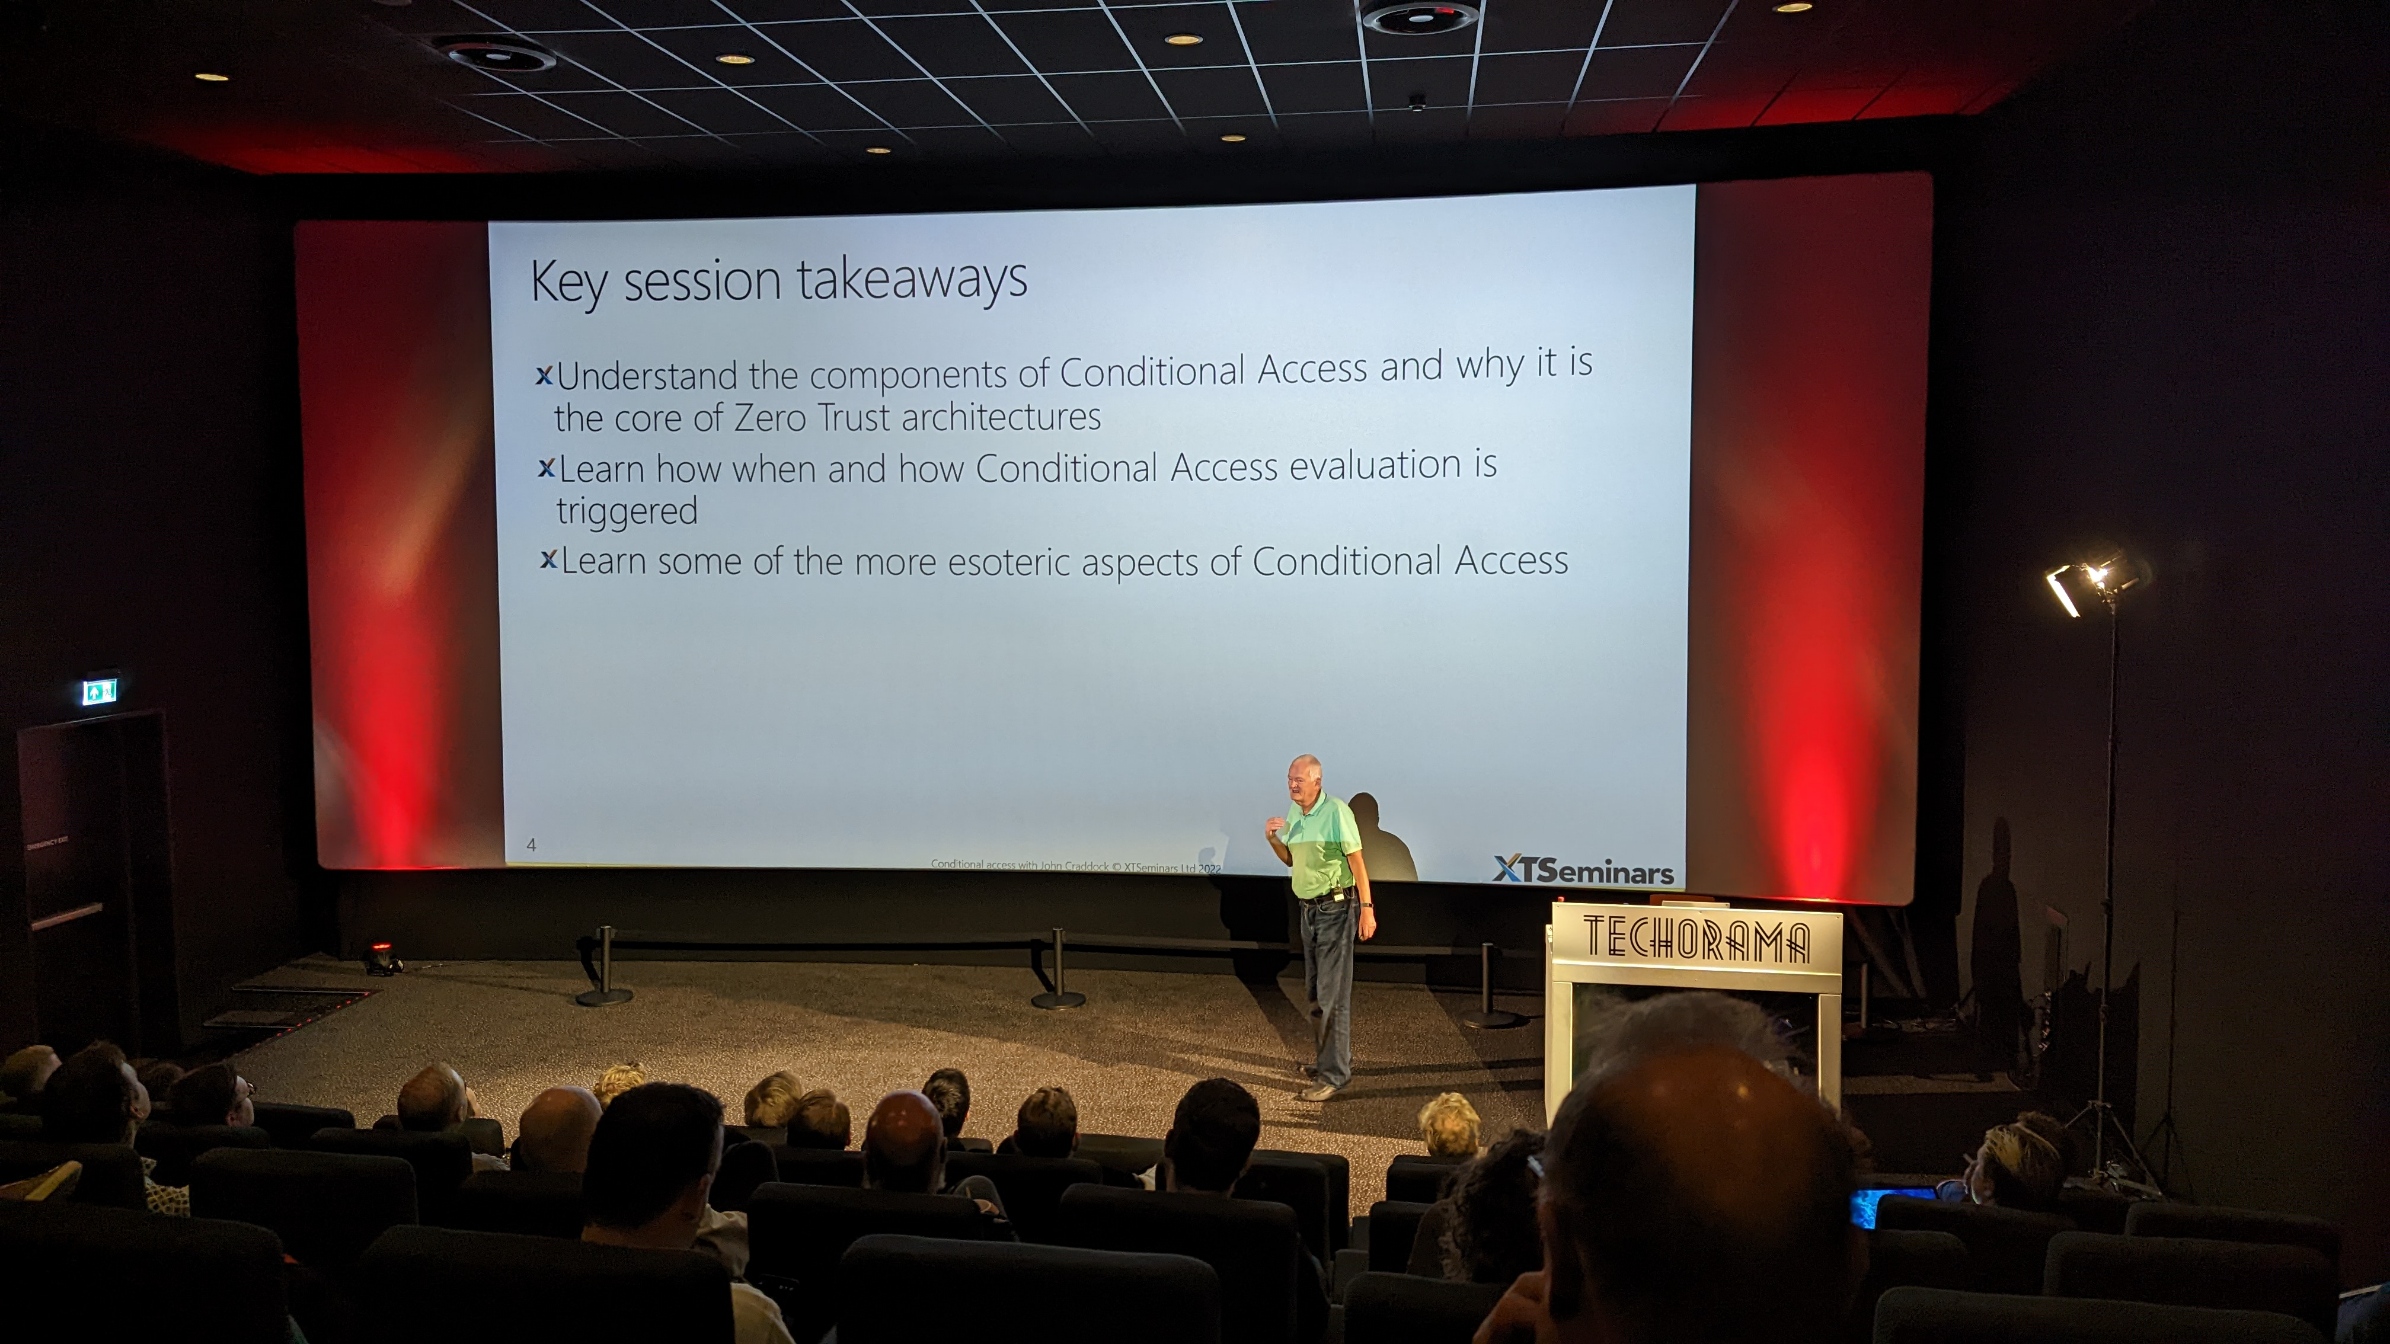 Key session takeaways
Understand the components of Conditional Access and why it is
the core of Zero Trust architectures
Learn how when and how Conditional Access evaluation is
triggered
Learn some of the more esoteric aspects of Conditional Access
4
Conditional access with John Craddock © XTSeminars Ltd 2022
XTSeminars
TECHORAMA
EMERGENCY EXIT